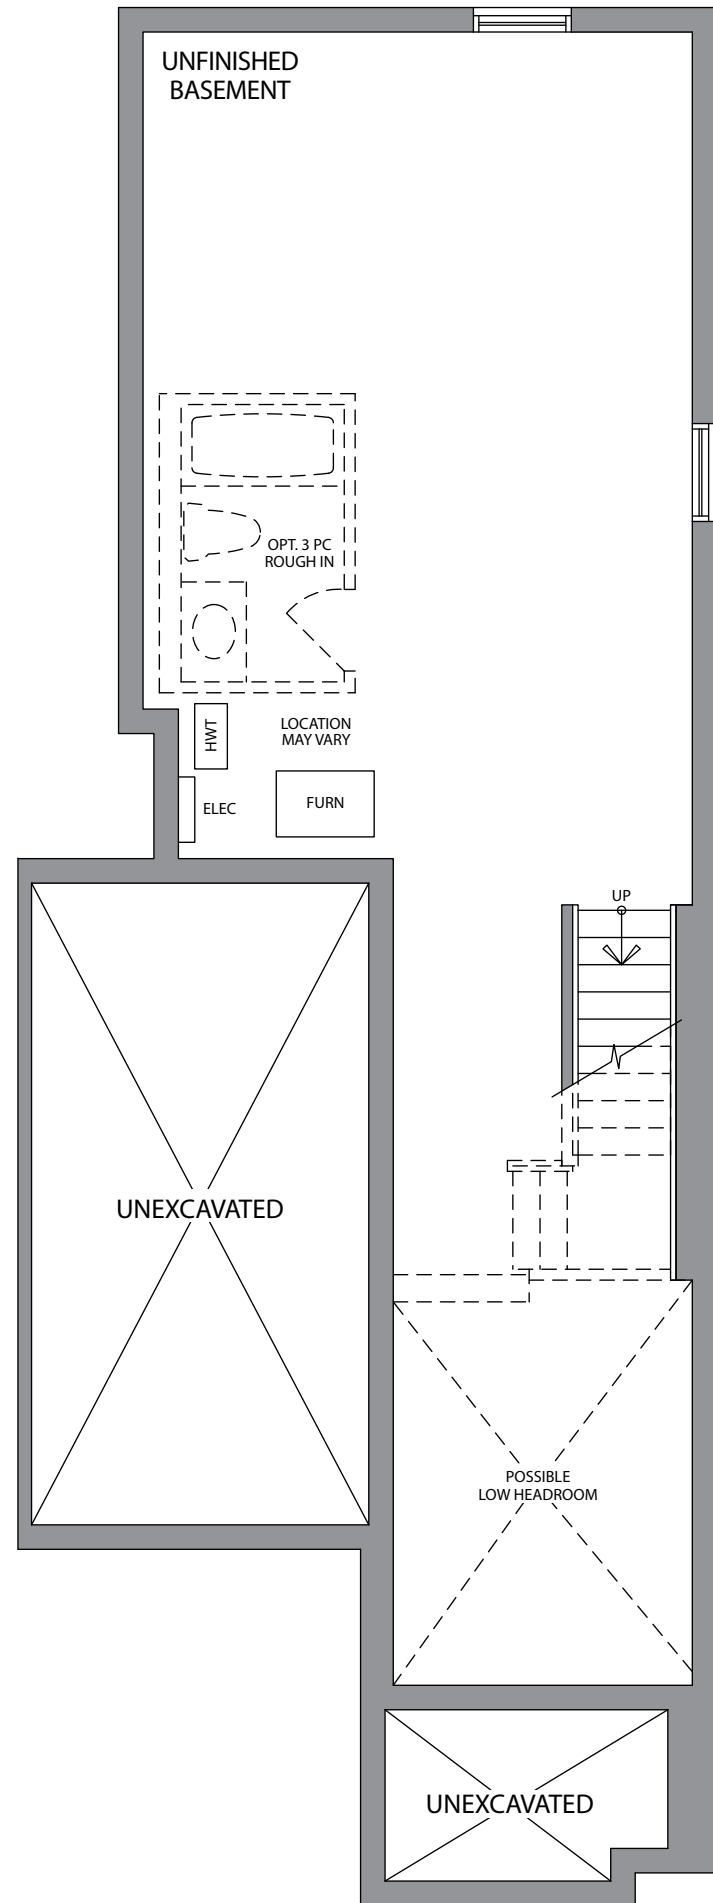 UNFINISHED
BASEMENT
OPT. 3 PC
ROUGH IN
HWT
LOCATION
MAY VARY
ELEC
FURN
UP
UNEXCAVATED
POSSIBLE
LOW HEADROOM
UNEXCAVATED